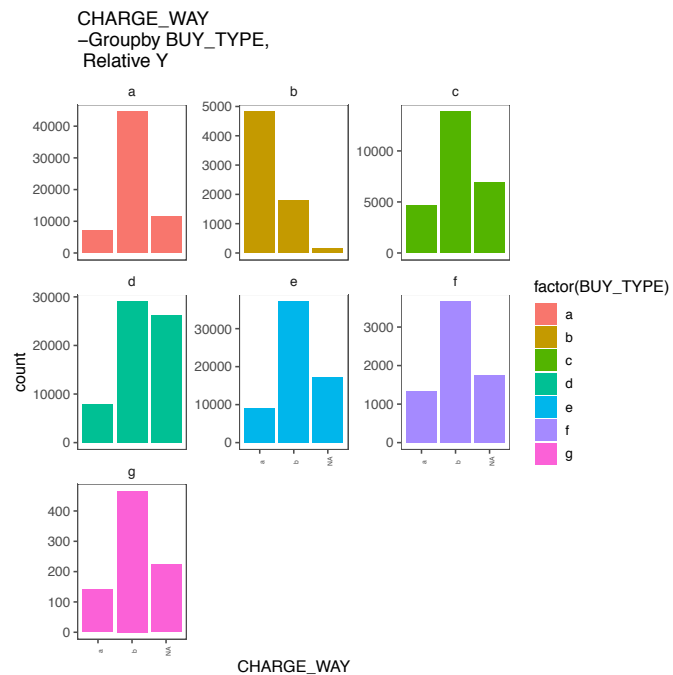 CHARGE_WAY
−Groupby BUY_TYPE,
Relative Y
a
b
c
40000
30000
20000
10000
0
5000
4000
3000
2000
1000
0
10000
5000
0
d
e
f
30000
20000
10000
0
30000
20000
10000
0
3000
2000
1000
0
a
b
NA
a
b
NA
g
400
300
200
100
0
a
b
NA
count
CHARGE_WAY
factor(BUY_TYPE)
a
b
c
d
e
f
g